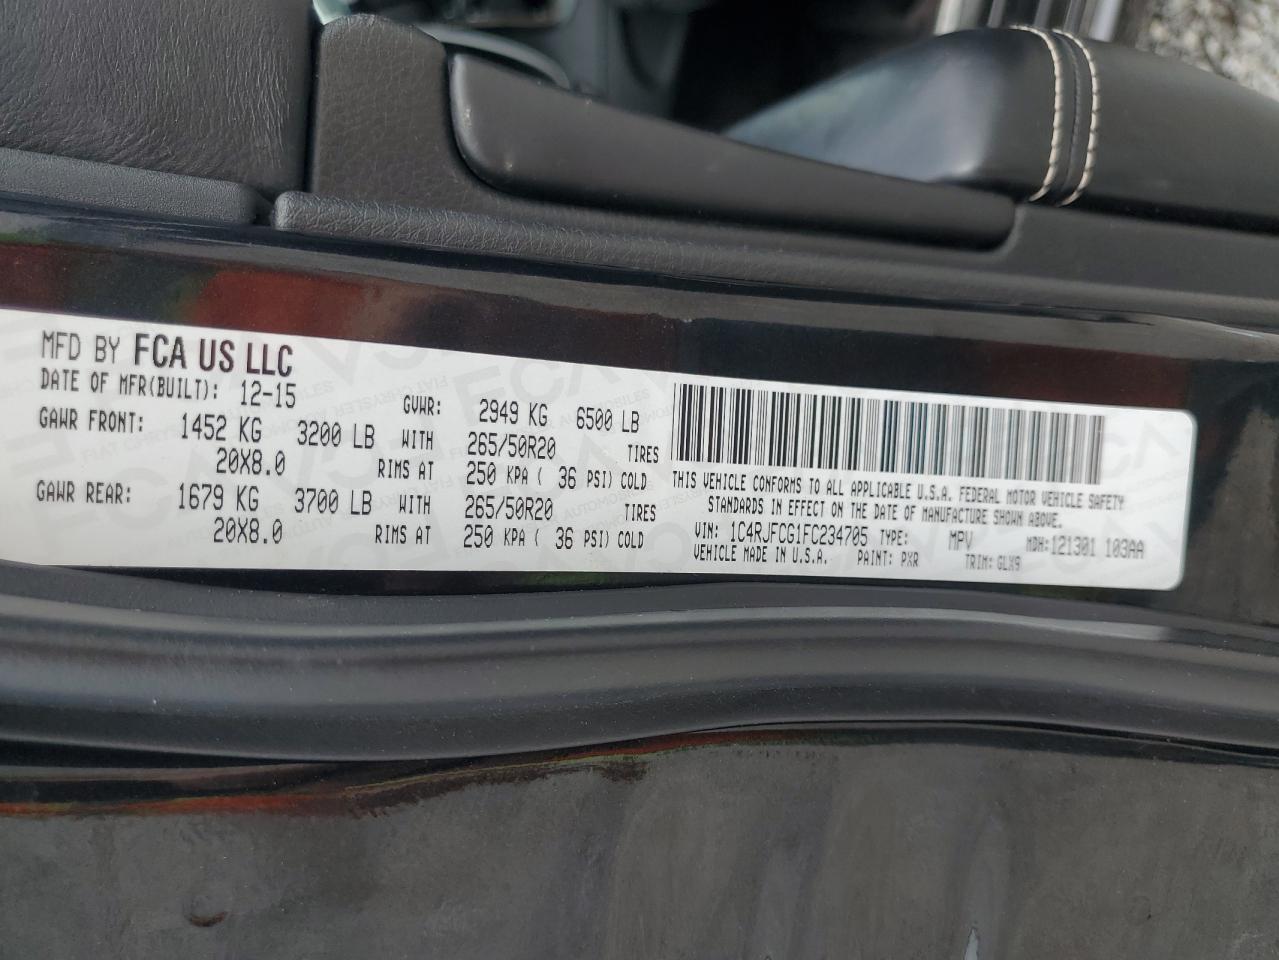 MFD BY FCA US LLC
DATE OF MFR(BUILT): 12-15 GVWR: 2949 KG 6500 LB
GAWR FRONT: 1452 KG 3200 LB WITH 265/50R20 TIRES
20X8.0 RIMS AT 250 KPA ( 36 PSI) COLD
GAWR REAR: 1679 KG 3700 LB WITH 265/50R20 TIRES
20X8.0 RIMS AT 250 KPA ( 36 PSI) COLD
THIS VEHICLE CONFORMS TO ALL APPLICABLE U.S.A. FEDERAL MOTOR VEHICLE SAFETY
STANDARDS IN EFFECT ON THE DATE OF MANUFACTURE SHOWN ABOVE.
VIN: 1C4RJFCG1FC234705 TYPE: MPV MDH:121301 103AA
VEHICLE MADE IN U.S.A. PAINT: PXR TRIM: GLX9